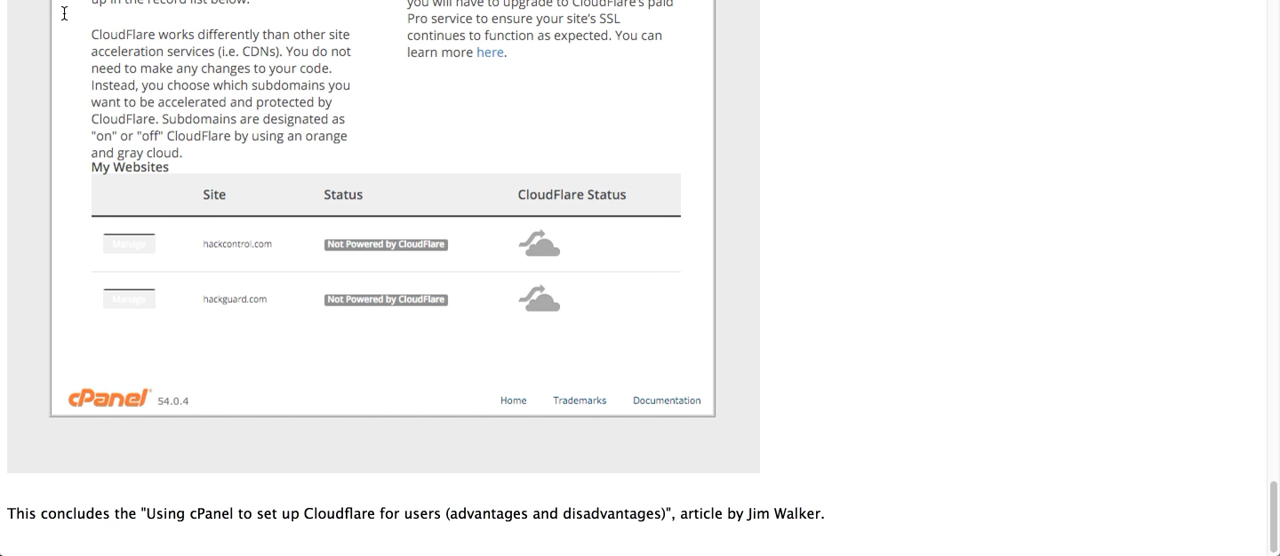 up in the record list below.
CloudFlare works differently than other site
acceleration services (i.e. CDNs). You do not
need to make any changes to your code.
Instead, you choose which subdomains you
want to be accelerated and protected by
CloudFlare. Subdomains are designated as
"on" or "off" CloudFlare by using an orange
and gray cloud.
you will have to upgrade to CloudFlare's paid
Pro service to ensure your site's SSL
continues to function as expected. You can
learn more here.
My Websites
Site Status CloudFlare Status
Manage hackcontrol.com Not Powered by CloudFlare
Manage hackguard.com Not Powered by CloudFlare
cPanel 54.0.4 Home Trademarks Documentation
This concludes the "Using cPanel to set up Cloudflare for users (advantages and disadvantages)", article by Jim Walker.